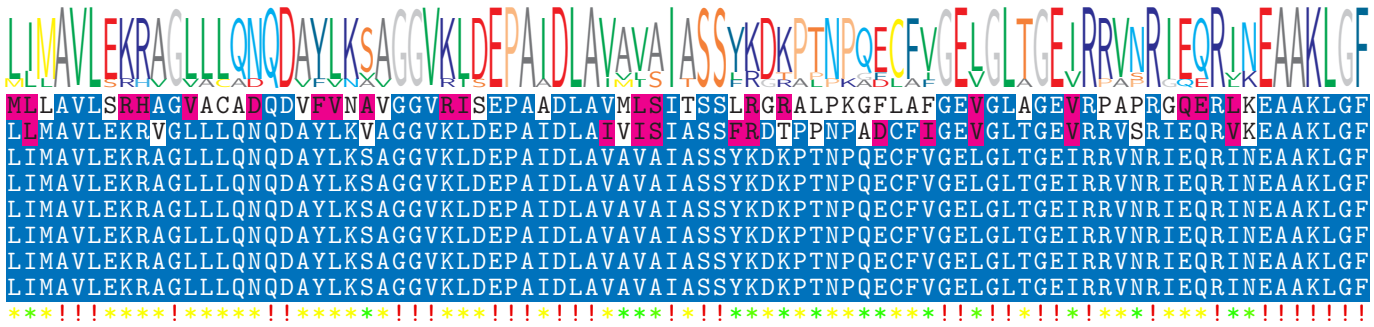 LIMAVLEKRAGLLLQNQDAYLKSAGGVKLDEPAIDLAVAVAIASSYKDKPTNPQECFVGELGLTGEIRRVNRIEQRINEAAKLGF
MLLAVLSRHAGVACADQDVFVNAVGGVRISEPAADLAVMLSITSSLRGRALPKGFLAFGEVGLAGEVRPAPRGQERLKEAAKLGF
LLMAVLEKRVGLLLQNQDAYLKVAGGVKLDEPAIDLAIVISIASSFRDTPPNPADCFIGEVGLTGEVRRVSRIEQRVKEAAKLGF
LIMAVLEKRAGLLLQNQDAYLKSAGGVKLDEPAIDLAVAVAIASSYKDKPTNPQECFVGELGLTGEIRRVNRIEQRINEAAKLGF
LIMAVLEKRAGLLLQNQDAYLKSAGGVKLDEPAIDLAVAVAIASSYKDKPTNPQECFVGELGLTGEIRRVNRIEQRINEAAKLGF
LIMAVLEKRAGLLLQNQDAYLKSAGGVKLDEPAIDLAVAVAIASSYKDKPTNPQECFVGELGLTGEIRRVNRIEQRINEAAKLGF
LIMAVLEKRAGLLLQNQDAYLKSAGGVKLDEPAIDLAVAVAIASSYKDKPTNPQECFVGELGLTGEIRRVNRIEQRINEAAKLGF
LIMAVLEKRAGLLLQNQDAYLKSAGGVKLDEPAIDLAVAVAIASSYKDKPTNPQECFVGELGLTGEIRRVNRIEQRINEAAKLGF
LIMAVLEKRAGLLLQNQDAYLKSAGGVKLDEPAIDLAVAVAIASSYKDKPTNPQECFVGELGLTGEIRRVNRIEQRINEAAKLGF
***!!!****!*****!!******!!!***!!!*!!!****!*!!*************!!*!!*!!*!***!***!**!!!!!!!